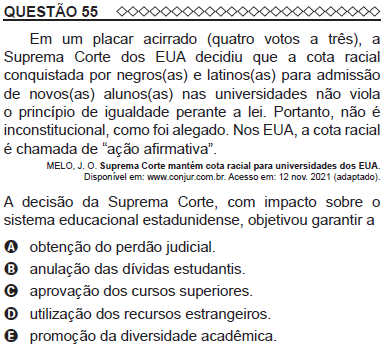 QUESTÃO 55
Em um placar acirrado (quatro votos a três), a
Suprema Corte dos EUA decidiu que a cota racial
conquistada por negros(as) e latinos(as) para admissão
de novos(as) alunos(as) nas universidades não viola
o princípio de igualdade perante a lei. Portanto, não é
inconstitucional, como foi alegado. Nos EUA, a cota racial
é chamada de “ação afirmativa”.
MELO, J. O. Suprema Corte mantém cota racial para universidades dos EUA.
Disponível em: www.conjur.com.br. Acesso em: 12 nov. 2021 (adaptado).
A decisão da Suprema Corte, com impacto sobre o
sistema educacional estadunidense, objetivou garantir a
A obtenção do perdão judicial.
B anulação das dívidas estudantis.
C aprovação dos cursos superiores.
D utilização dos recursos estrangeiros.
E promoção da diversidade acadêmica.